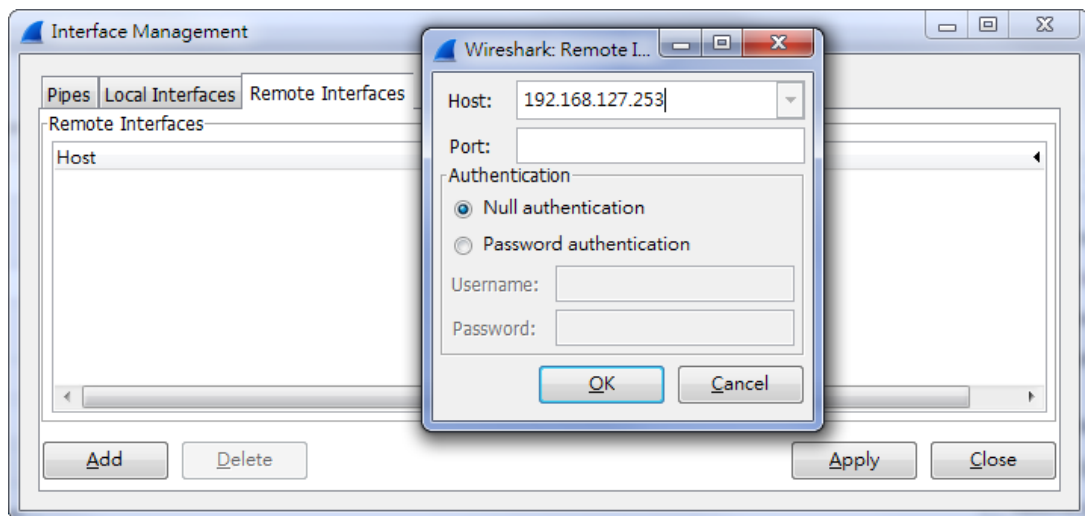 Interface Management
Wireshark: Remote I...
Pipes Local Interfaces Remote Interfaces
Remote Interfaces
Host
Host: 192.168.127.253
Port:
Authentication
Null authentication
Password authentication
Username:
Password:
OK Cancel
Add Delete Apply Close